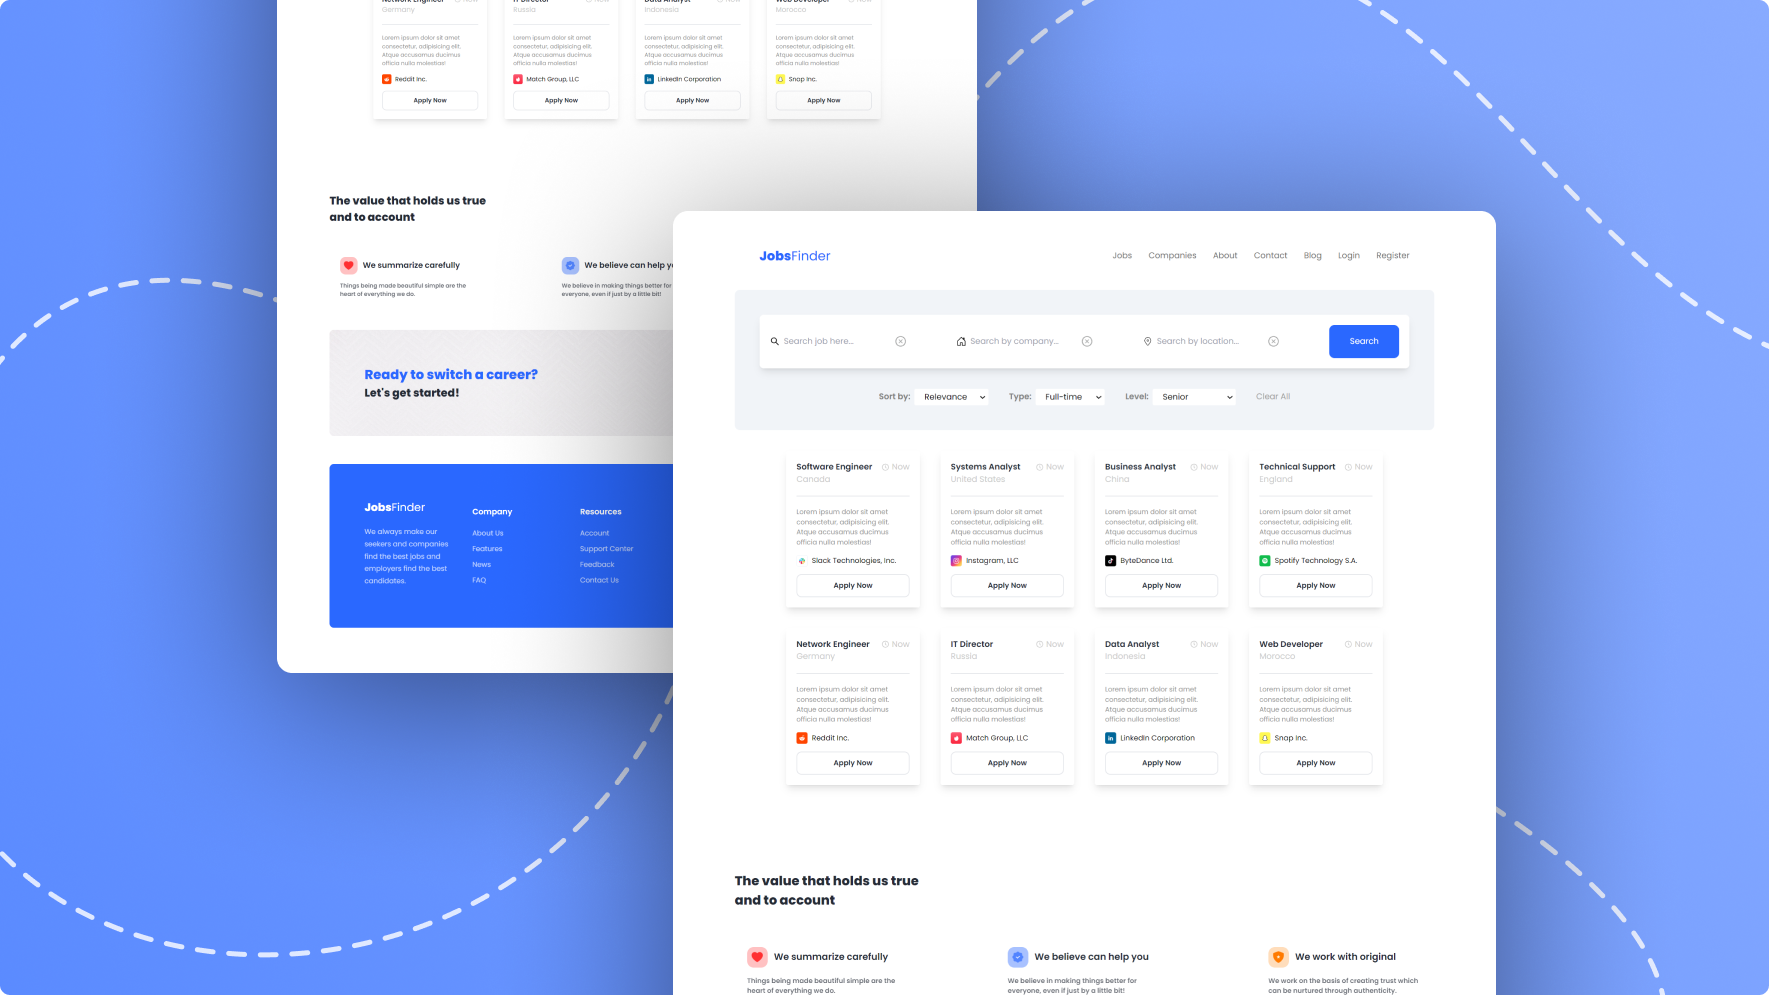 Network Engineer Now
Germany
Lorem ipsum dolor sit amet
consectetur, adipisicing elit.
Atque accusamus ducimus
officia nulla molestias!
Reddit Inc.
Apply Now
IT Director Now
Russia
Lorem ipsum dolor sit amet
consectetur, adipisicing elit.
Atque accusamus ducimus
officia nulla molestias!
Match Group, LLC
Apply Now
Data Analyst Now
Indonesia
Lorem ipsum dolor sit amet
consectetur, adipisicing elit.
Atque accusamus ducimus
officia nulla molestias!
LinkedIn Corporation
Apply Now
Web Developer Now
Morocco
Lorem ipsum dolor sit amet
consectetur, adipisicing elit.
Atque accusamus ducimus
officia nulla molestias!
Snap Inc.
Apply Now
The value that holds us true
and to account
We summarize carefully
Things being made beautiful simple are the
heart of everything we do.
We believe can help
We believe in making things better for
everyone, even if just by a little bit!
Ready to switch a career?
Let's get started!
JobsFinder
We always make our
seekers and companies
find the best jobs and
employers find the best
candidates.
Company
About Us
Features
News
FAQ
Resources
Account
Support Center
Feedback
Contact Us
JobsFinder
Jobs Companies About Contact Blog Login Register
Search job here... Search by company... Search by location... Search
Sort by: Relevance Type: Full-time Level: Senior Clear All
Software Engineer Now
Canada
Lorem ipsum dolor sit amet
consectetur, adipisicing elit.
Atque accusamus ducimus
officia nulla molestias!
Slack Technologies, Inc.
Apply Now
Systems Analyst Now
United States
Lorem ipsum dolor sit amet
consectetur, adipisicing elit.
Atque accusamus ducimus
officia nulla molestias!
Instagram, LLC
Apply Now
Business Analyst Now
China
Lorem ipsum dolor sit amet
consectetur, adipisicing elit.
Atque accusamus ducimus
officia nulla molestias!
ByteDance Ltd.
Apply Now
Technical Support Now
England
Lorem ipsum dolor sit amet
consectetur, adipisicing elit.
Atque accusamus ducimus
officia nulla molestias!
Spotify Technology S.A.
Apply Now
Network Engineer Now
Germany
Lorem ipsum dolor sit amet
consectetur, adipisicing elit.
Atque accusamus ducimus
officia nulla molestias!
Reddit Inc.
Apply Now
IT Director Now
Russia
Lorem ipsum dolor sit amet
consectetur, adipisicing elit.
Atque accusamus ducimus
officia nulla molestias!
Match Group, LLC
Apply Now
Data Analyst Now
Indonesia
Lorem ipsum dolor sit amet
consectetur, adipisicing elit.
Atque accusamus ducimus
officia nulla molestias!
LinkedIn Corporation
Apply Now
Web Developer Now
Morocco
Lorem ipsum dolor sit amet
consectetur, adipisicing elit.
Atque accusamus ducimus
officia nulla molestias!
Snap Inc.
Apply Now
The value that holds us true
and to account
We summarize carefully
Things being made beautiful simple are the
heart of everything we do.
We believe can help you
We believe in making things better for
everyone, even if just by a little bit!
We work with original
We work on the basis of creating trust which
can be nurtured through authenticity.